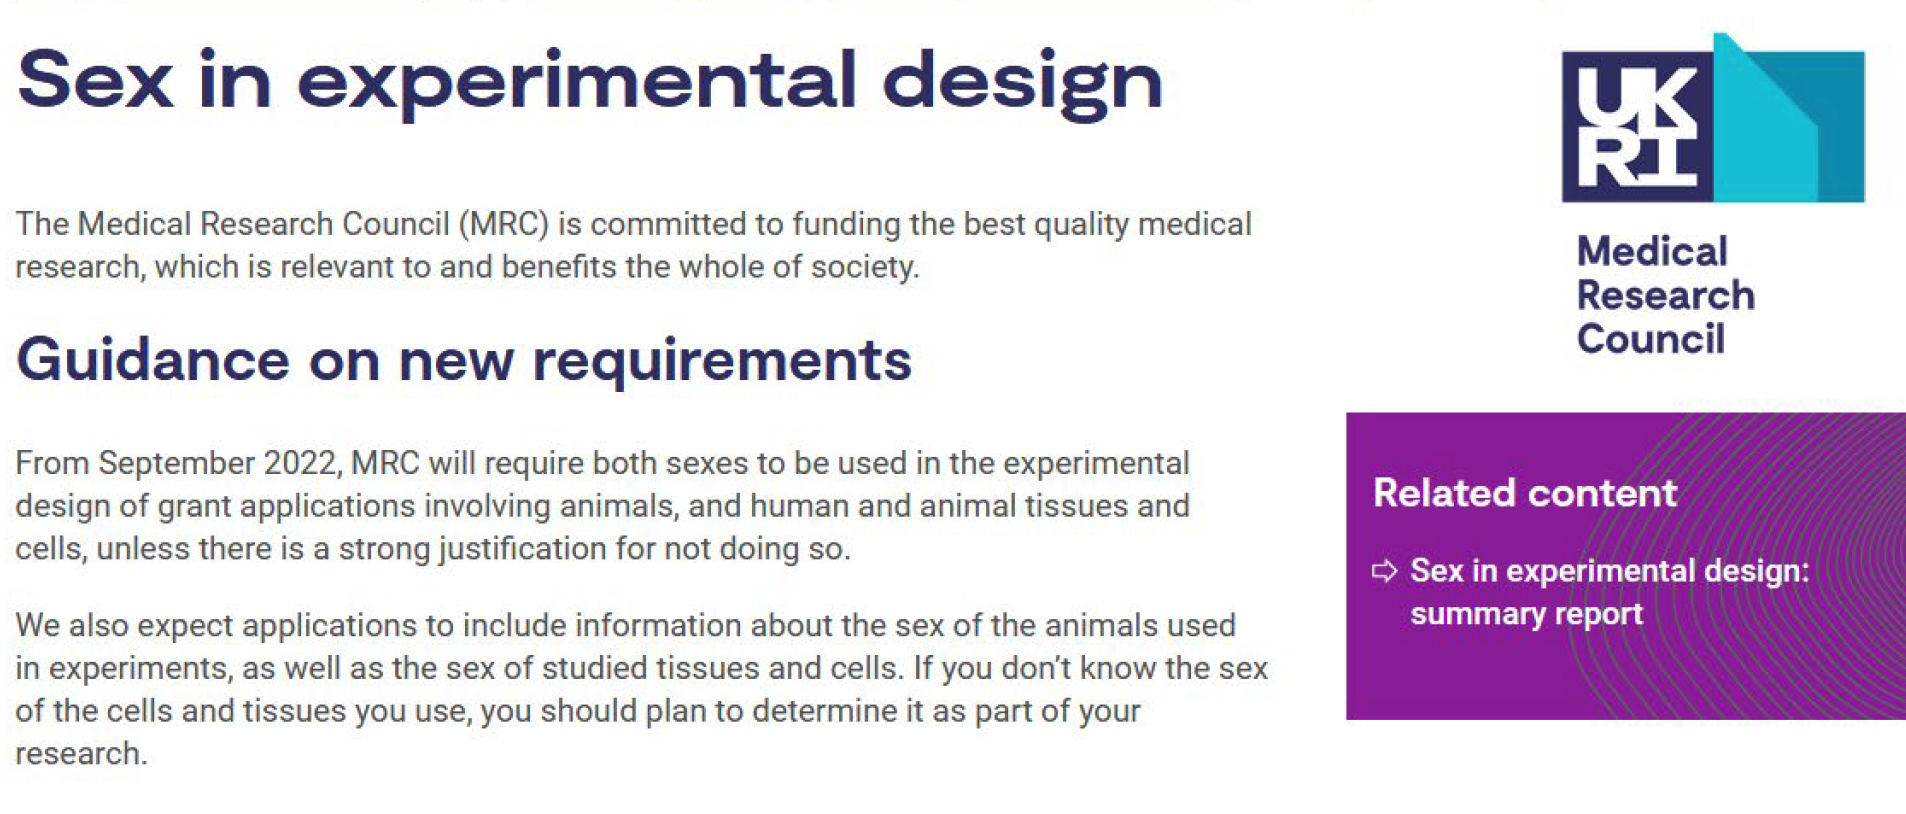 Sex in experimental design
The Medical Research Council (MRC) is committed to funding the best quality medical
research, which is relevant to and benefits the whole of society.
Guidance on new requirements
From September 2022, MRC will require both sexes to be used in the experimental
design of grant applications involving animals, and human and animal tissues and
cells, unless there is a strong justification for not doing so.
We also expect applications to include information about the sex of the animals used
in experiments, as well as the sex of studied tissues and cells. If you don't know the sex
of the cells and tissues you use, you should plan to determine it as part of your
research.
UK
RI
Medical
Research
Council
Related content
⇨ Sex in experimental design:
summary report